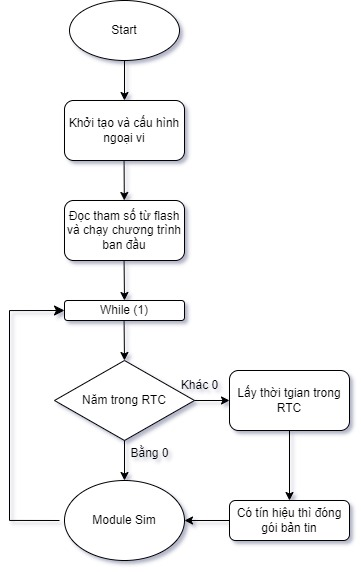 Start
Khởi tạo và cấu hình
ngoại vi
Đọc tham số từ flash
và chạy chương trình
ban đầu
While (1)
Năm trong RTC
Khác 0
Lấy thời tgian trong
RTC
Bằng 0
Module Sim
Có tín hiệu thì đóng
gói bản tin